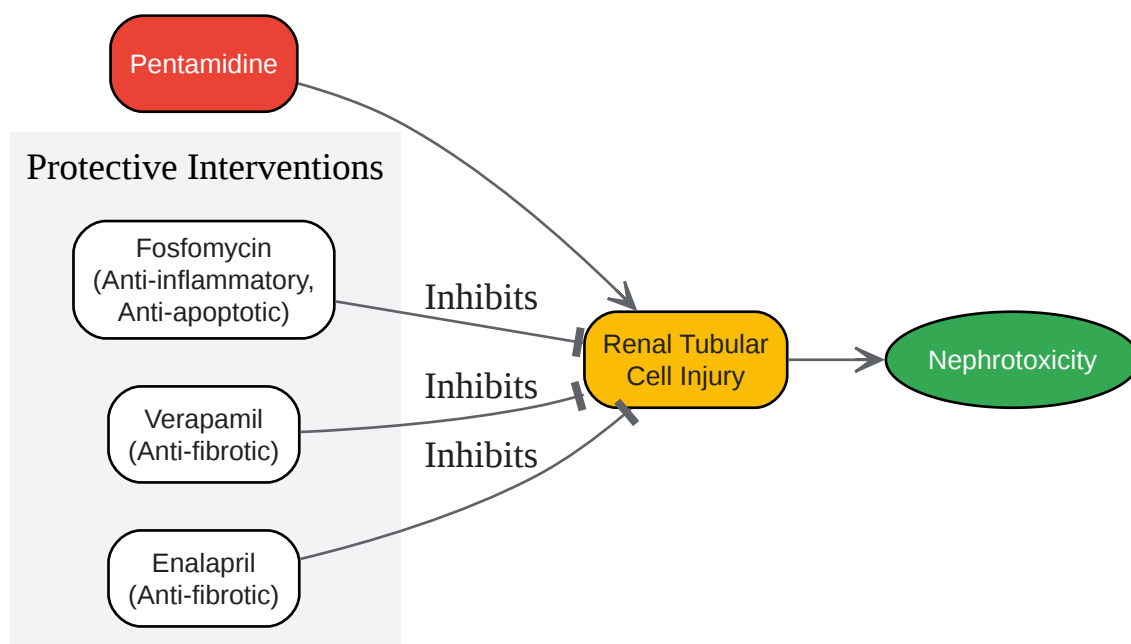 Pentamidine
Protective Interventions
Fosfomycin
(Anti-inflammatory,
Anti-apoptotic)
Inhibits
Renal Tubular
Cell Injury
Nephrotoxicity
Inhibits
Verapamil
(Anti-fibrotic)
Inhibits
Enalapril
(Anti-fibrotic)